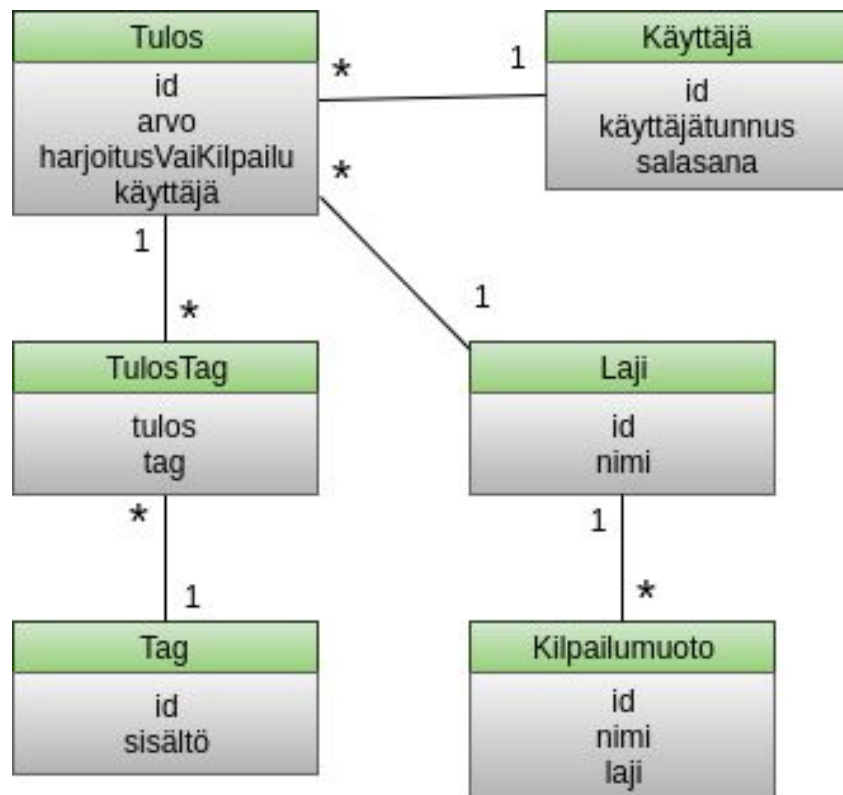 Tulos
id
arvo
harjoitusVaiKilpailu
käyttäjä
*
1
Käyttäjä
id
käyttäjätunnus
salasana
*
1
1
*
TulosTag
tulos
tag
Laji
id
nimi
*
1
1
*
Tag
id
sisältö
Kilpailumuoto
id
nimi
laji